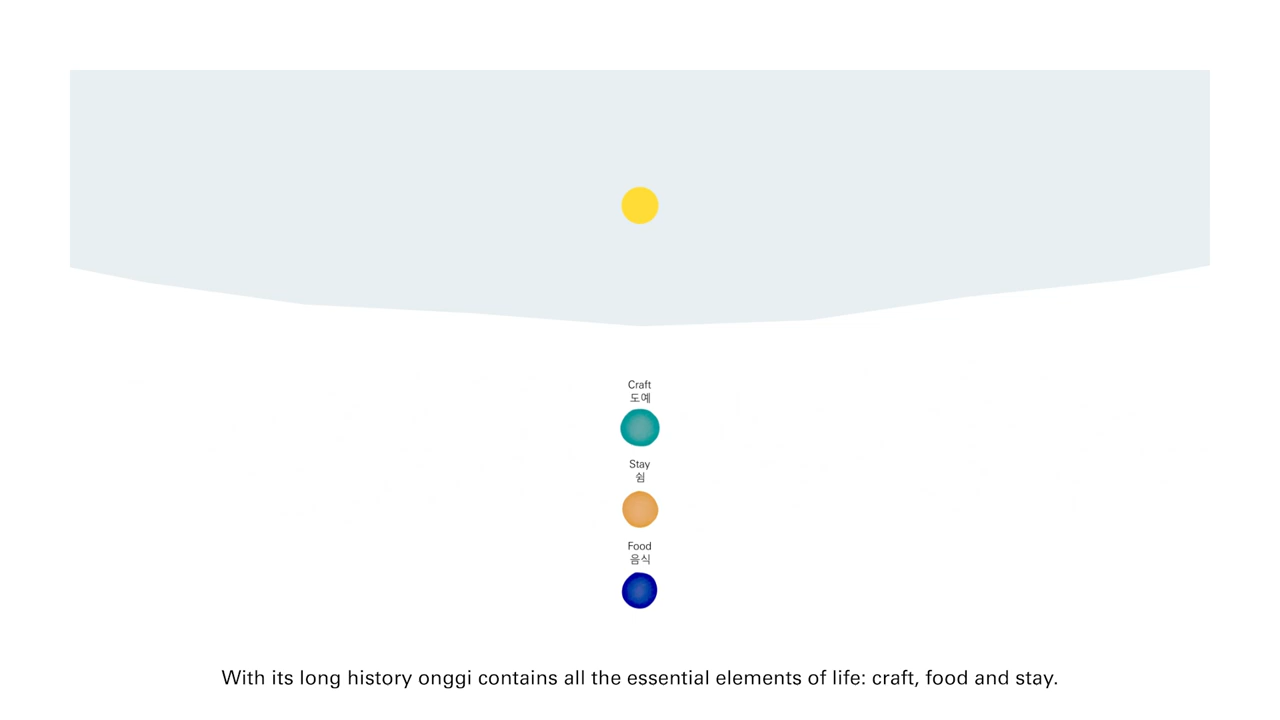 Craft
도예
Stay
쉼
Food
음식
With its long history onggi contains all the essential elements of life: craft, food and stay.